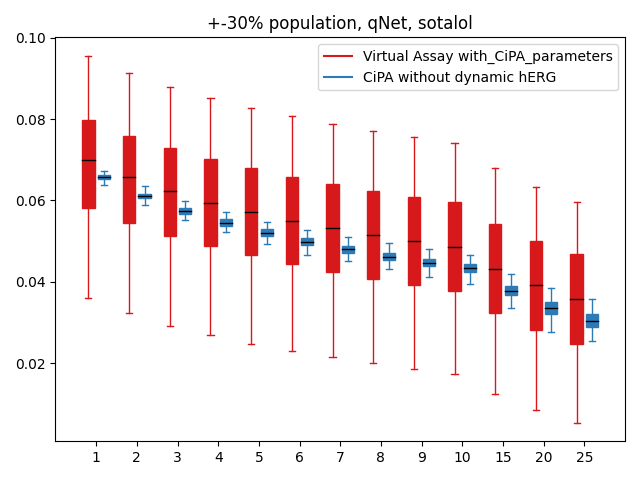 +-30% population, qNet, sotalol
Virtual Assay with_CiPA_parameters
CiPA without dynamic hERG
0.10
0.08
0.06
0.04
0.02
1 2 3 4 5 6 7 8 9 10 15 20 25